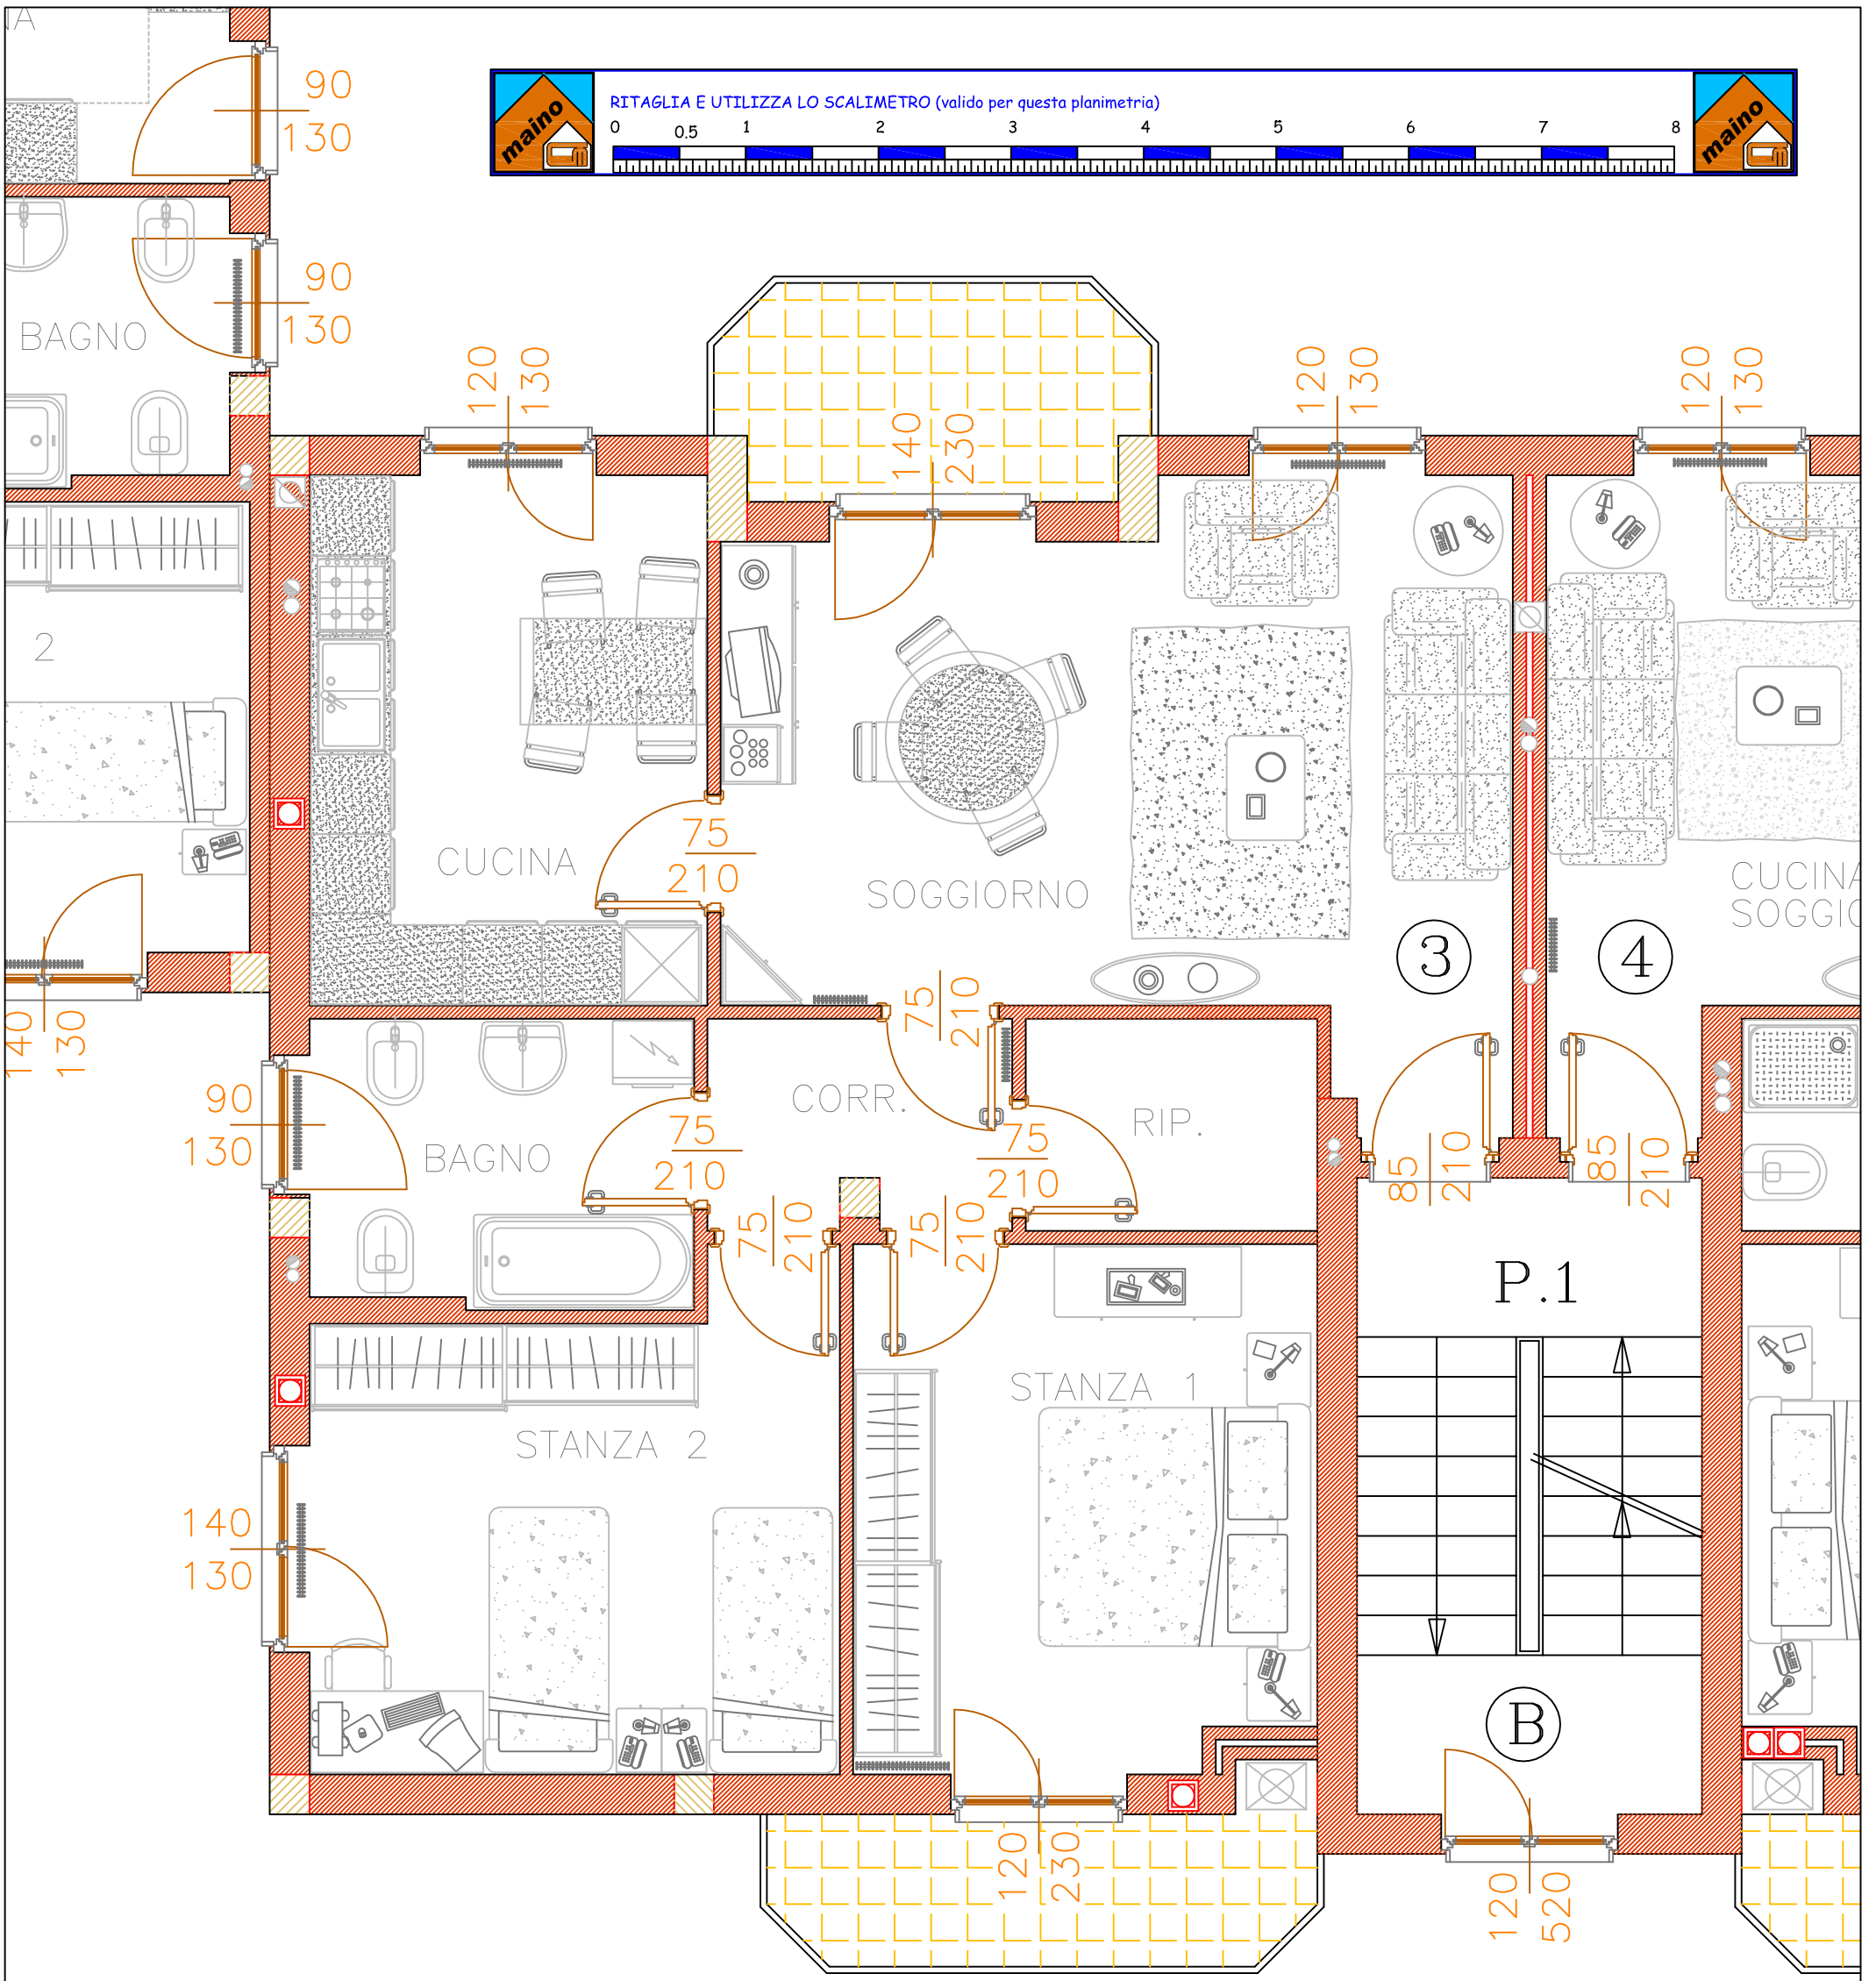 RITAGLIA E UTILIZZA LO SCALIMETRO (valido per questa planimetria)
0 0.5 1 2 3 4 5 6 7 8
maino
maino
90
130
90
130
BAGNO
120
130
140
230
120
130
120
130
2
75
210
CUCINA
SOGGIORNO
CUCINA
3
4
140
130
75
210
90
130
BAGNO
CORR.
RIP.
75
210
75
210
85
210
85
210
75
210
75
210
P.1
STANZA 1
STANZA 2
140
130
B
120
230
120
520